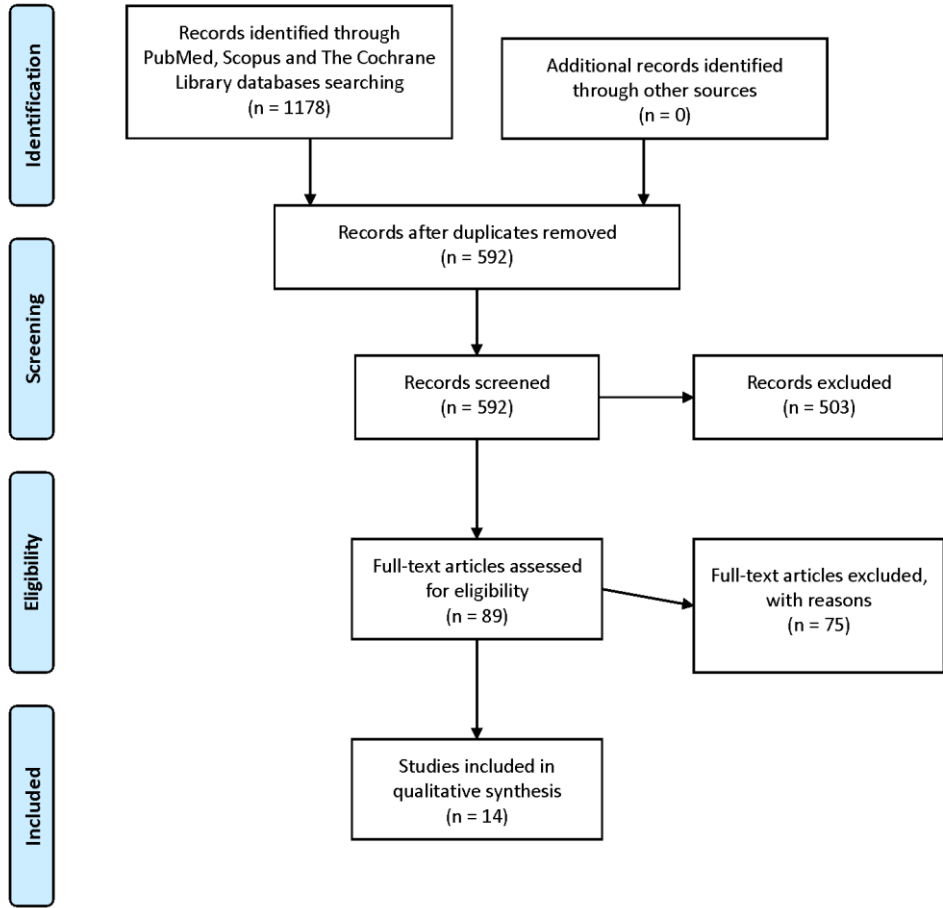 Identification
Records identified through
PubMed, Scopus and The Cochrane
Library databases searching
(n = 1178)
Additional records identified
through other sources
(n = 0)
Records after duplicates removed
(n = 592)
Screening
Records screened
(n = 592)
Records excluded
(n = 503)
Eligibility
Full-text articles assessed
for eligibility
(n = 89)
Full-text articles excluded,
with reasons
(n = 75)
Included
Studies included in
qualitative synthesis
(n = 14)